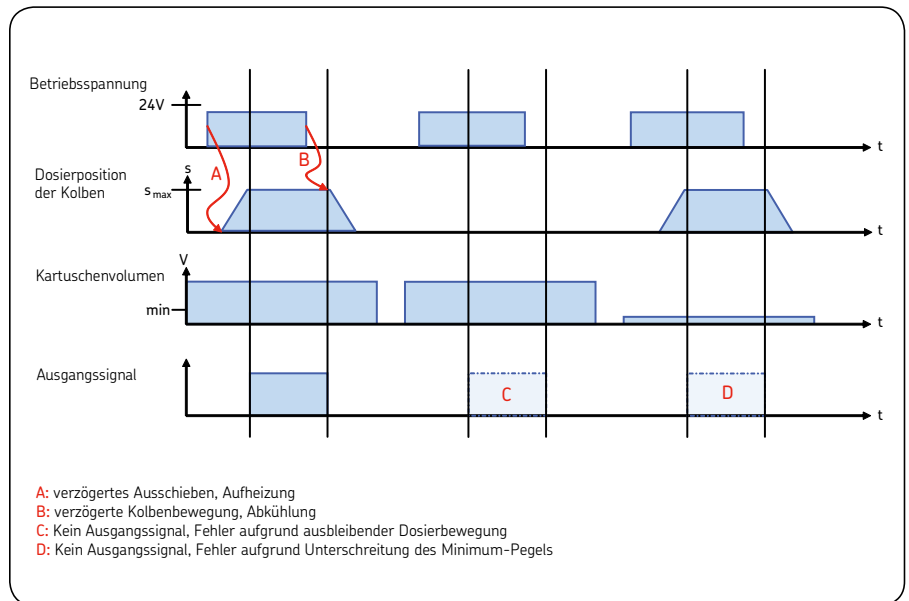 Betriebsspannung
24V
t
A
B
Dosierposition
der Kolben
s
s max
t
V
Kartuschenvolumen
min
t
Ausgangssignal
C
D
t
A: verzögertes Ausschieben, Aufheizung
B: verzögerte Kolbenbewegung, Abkühlung
C: Kein Ausgangssignal, Fehler aufgrund ausbleibender Dosierbewegung
D: Kein Ausgangssignal, Fehler aufgrund Unterschreitung des Minimum-Pegels